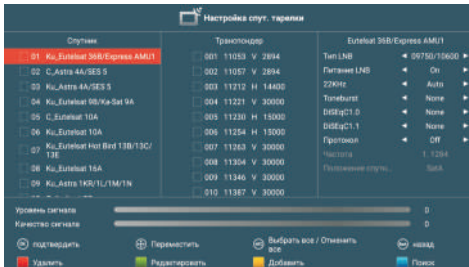 Настройка спут. тарелки
Спутник
01 Ku_Eutelsat 36B/Express AMU1
02 C_Astra 4A/SES 5
03 Ku_Astra 4A/SES 5
04 Ku_Eutelsat 9B/Ka-Sat 9A
05 C_Eutelsat 10A
06 Ku_Eutelsat 10A
07 Ku_Eutelsat Hot Bird 13B/13C/
13E
08 Ku_Eutelsat 16A
09 Ku_Astra 1KR/1L/1M/1N
Транспондер
001 11053 V 2894
002 11057 V 2894
003 11212 H 14400
004 11221 V 30000
005 11230 H 15000
006 11254 H 15000
007 11263 V 30000
008 11304 V 30000
009 11346 V 30000
010 11387 V 30000
Eutelsat 36B/Express AMU1
Тип LNB 09750/10600
Питание LNB On
22KHz Auto
Toneburst None
DiSEqC1.0 None
DiSEqC1.1 None
Протокол Off
Частота
Положение спутн.
Уровень сигнала 0
Качество сигнала 0
подтвердить
Переместить
Выбрать все / Отменить
все
назад
Удалить
Редактировать
Добавить
Поиск